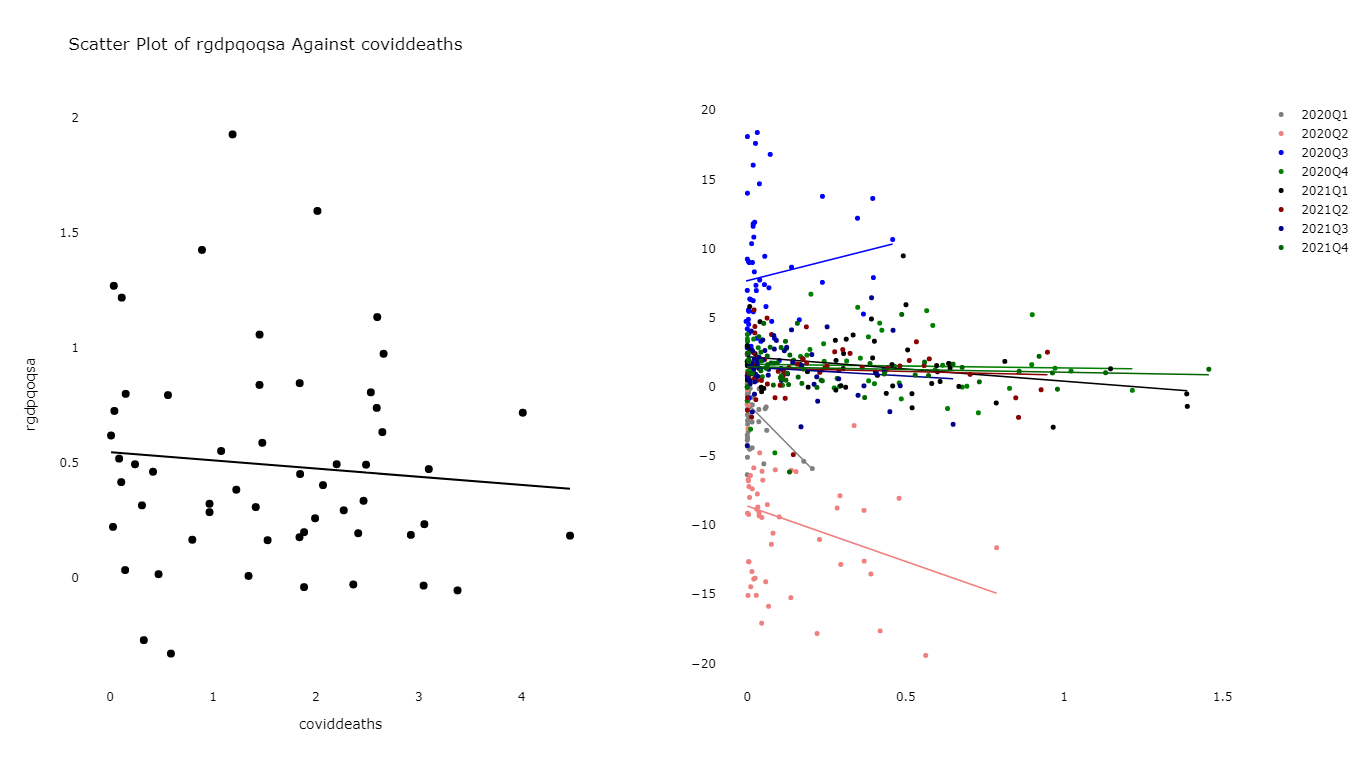 Scatter Plot of rgdpqoqsa Against coviddeaths
2
1.5
1
0.5
0
rgdpqoqsa
0 1 2 3 4
coviddeaths
20
15
10
5
0
−5
−10
−15
−20
0 0.5 1 1.5
2020Q1
2020Q2
2020Q3
2020Q4
2021Q1
2021Q2
2021Q3
2021Q4